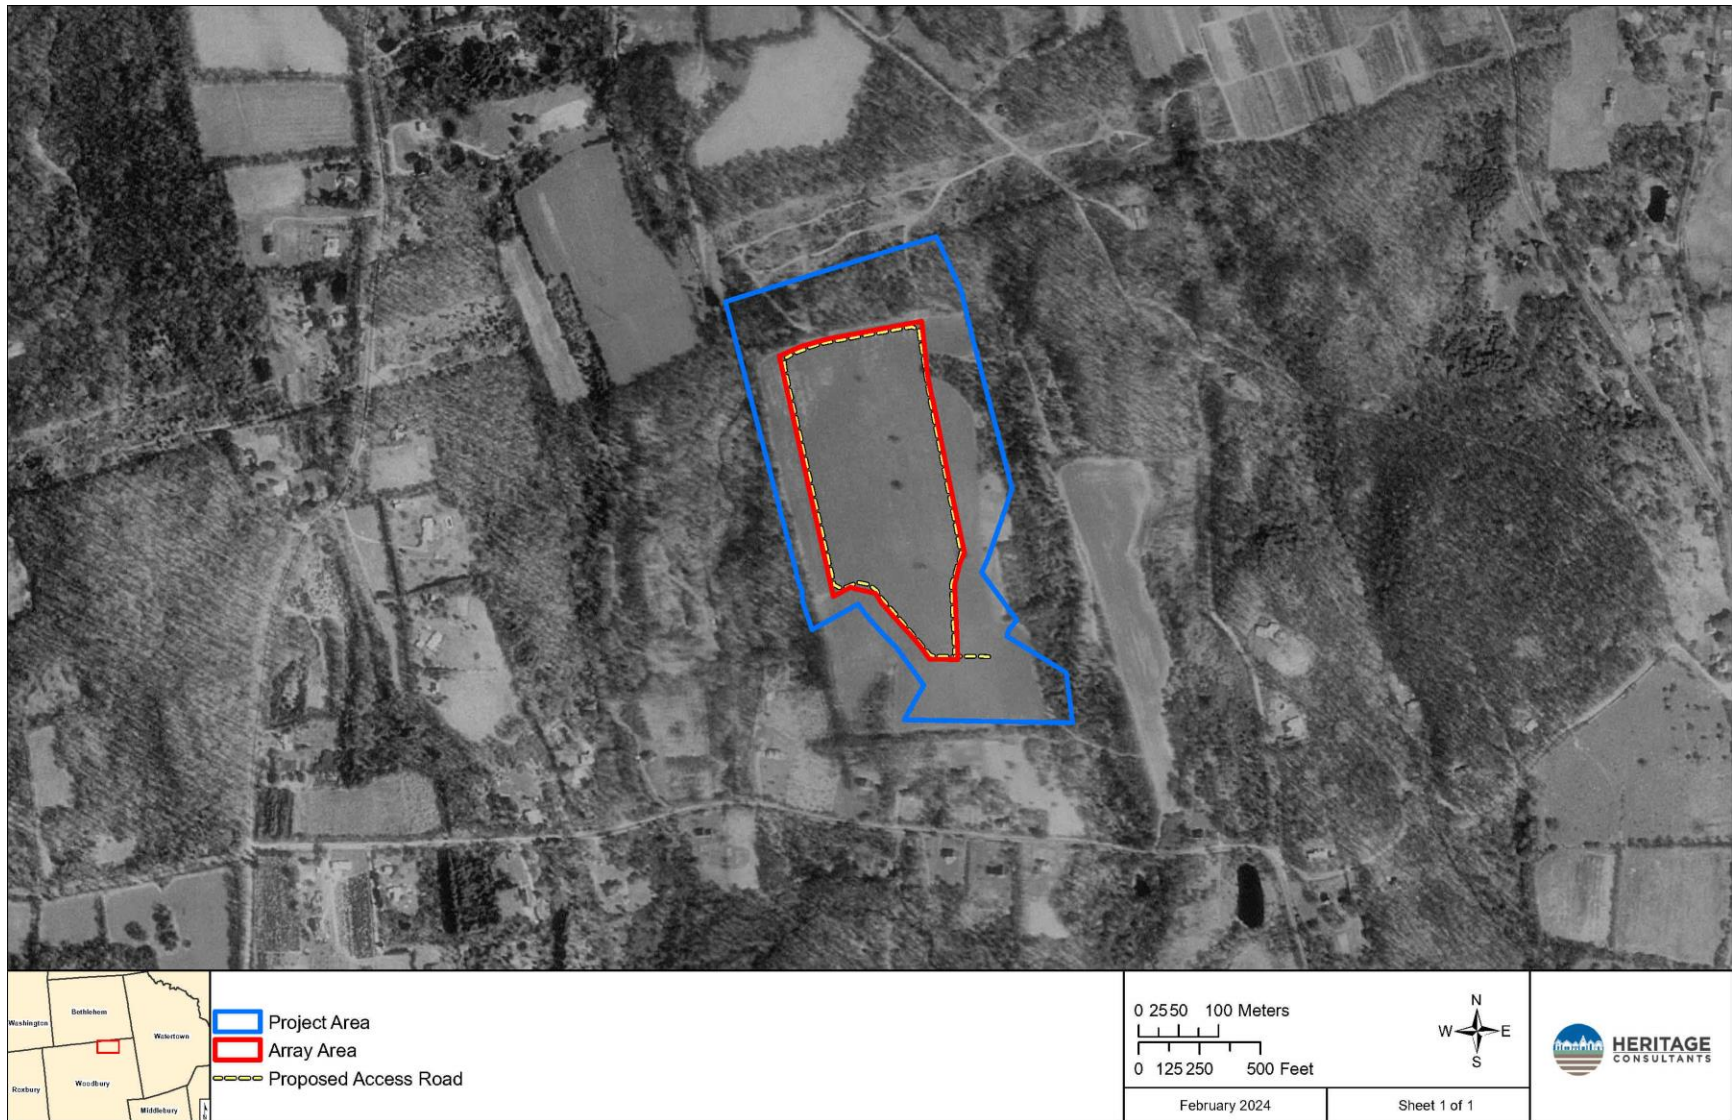 Washington
Bethlehem
Watertown
Roxbury
Woodbury
Middlebury
N
Project Area
Array Area
Proposed Access Road
0 25 50 100 Meters
0 125 250 500 Feet
N
W E
S
February 2024
Sheet 1 of 1
HERITAGE
CONSULTANTS